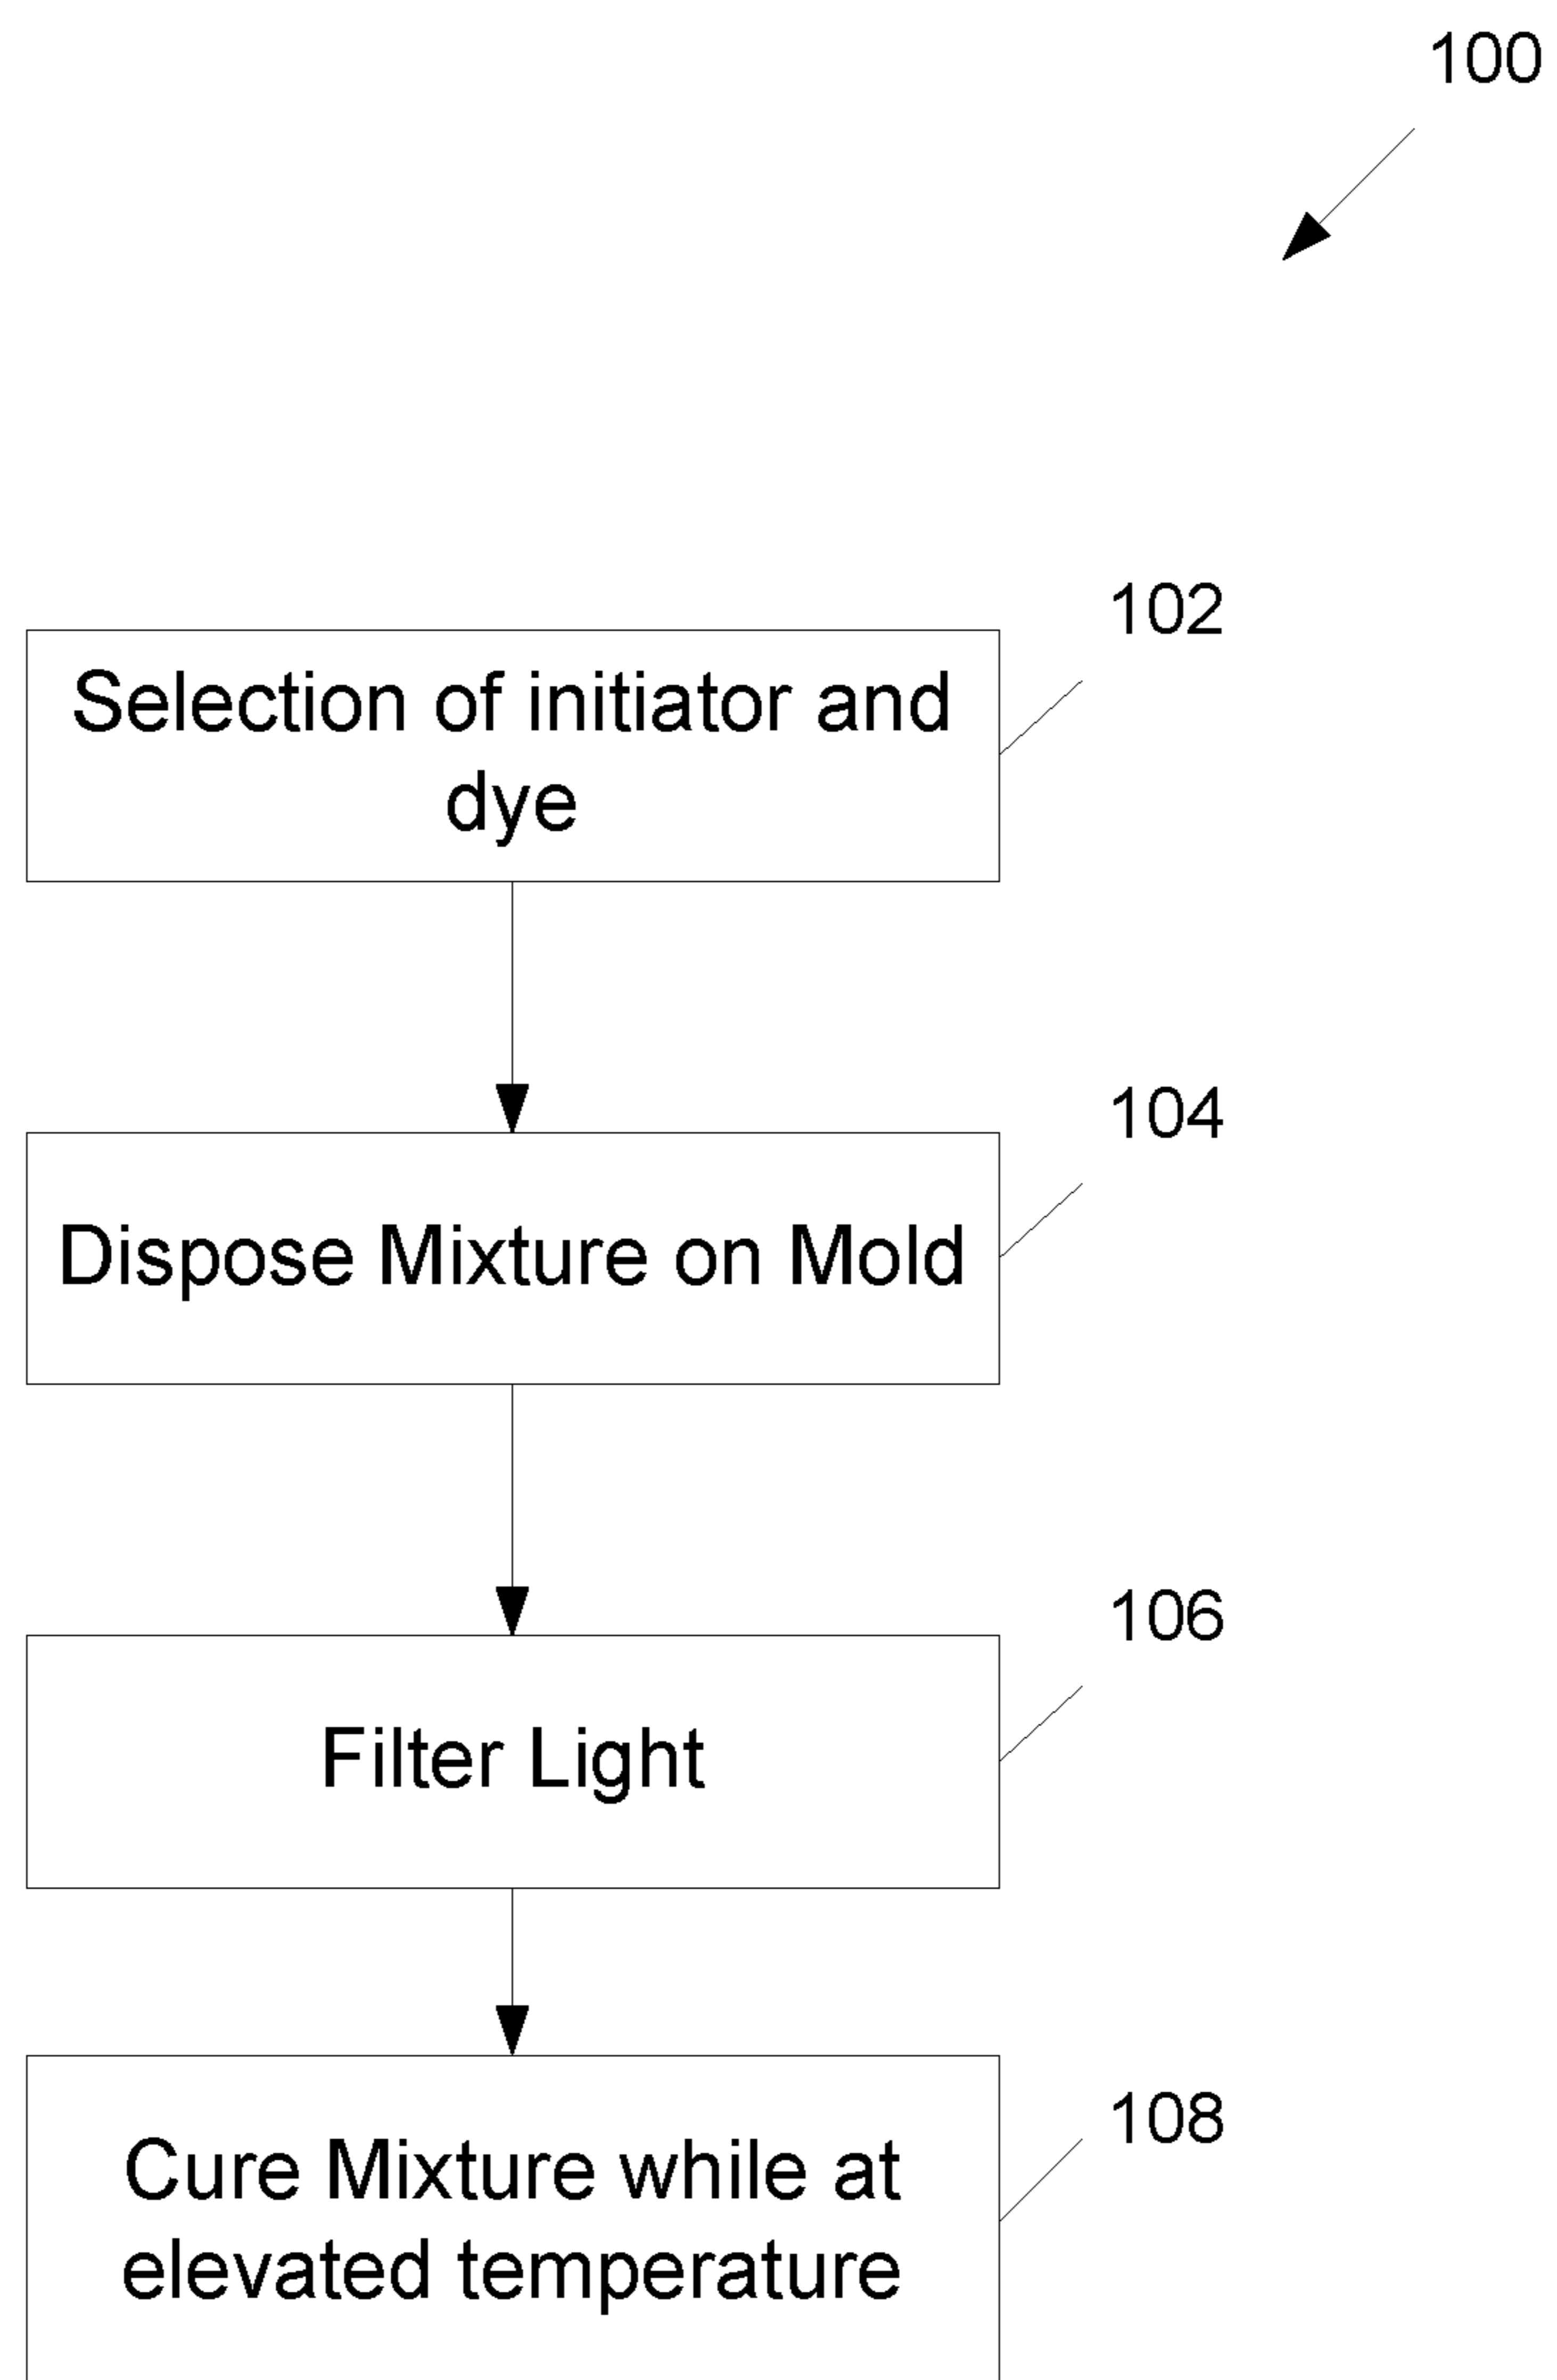 100
102
Selection of initiator and
dye
104
Dispose Mixture on Mold
106
Filter Light
108
Cure Mixture while at
elevated temperature